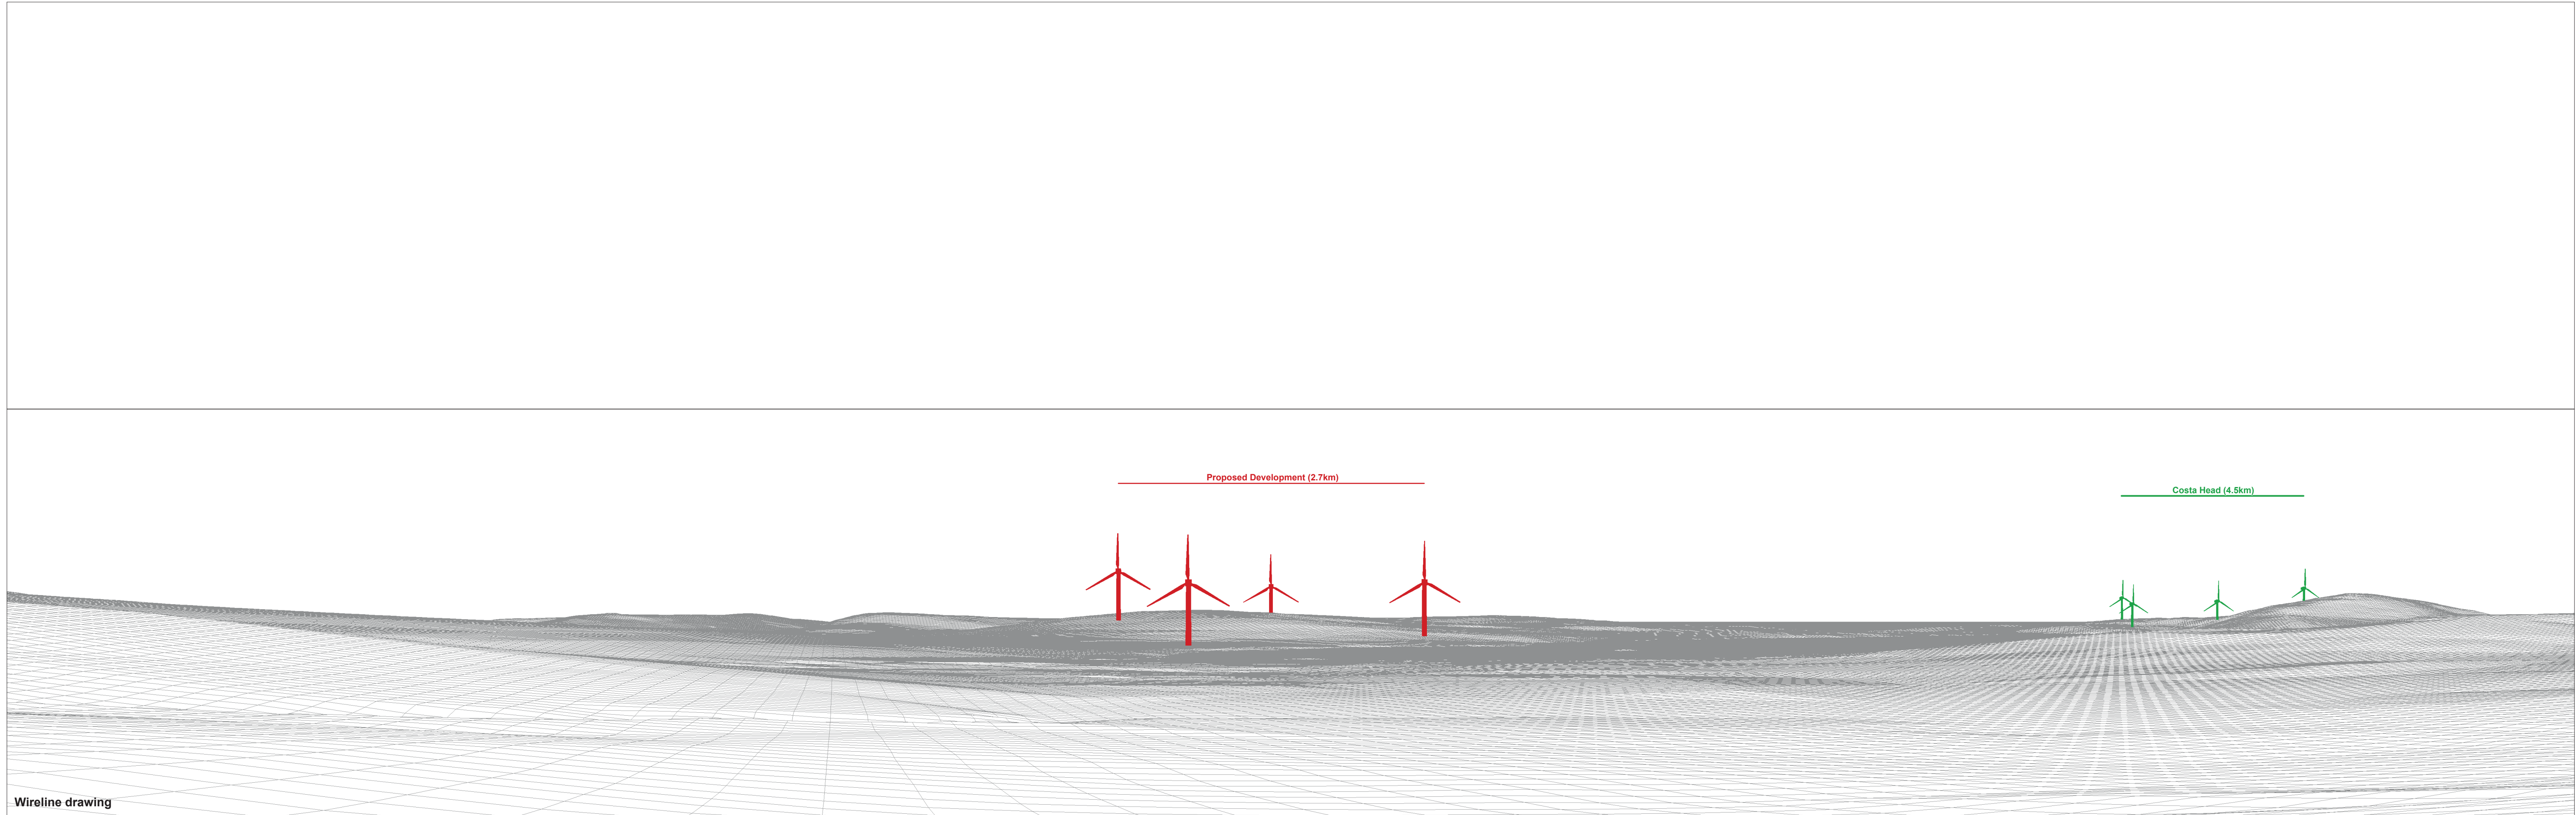 Proposed Development (2.7km)
Costa Head (4.5km)
Wireline drawing